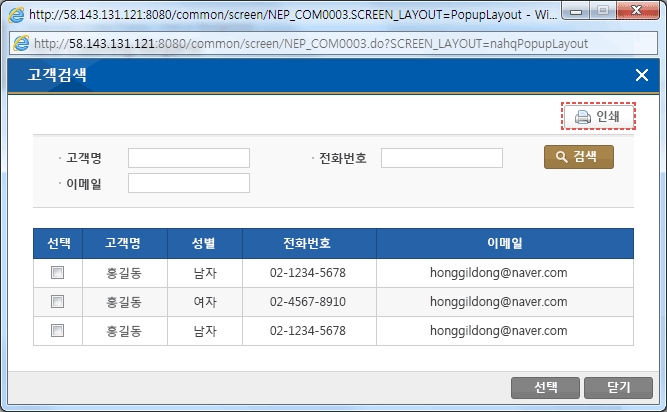 http://58.143.131.121:8080/common/screen/NEP_COM0003.SCREEN_LAYOUT=PopupLayout - Wi...
http://58.143.131.121:8080/common/screen/NEP_COM0003.do?SCREEN_LAYOUT=nahqPopupLayout
고객검색
인쇄
· 고객명 · 전화번호 검색
· 이메일
선택 고객명 성별 전화번호 이메일
홍길동 남자 02-1234-5678 honggildong@naver.com
홍길동 여자 02-4567-8910 honggildong@naver.com
홍길동 남자 02-1234-5678 honggildong@naver.com
선택 닫기